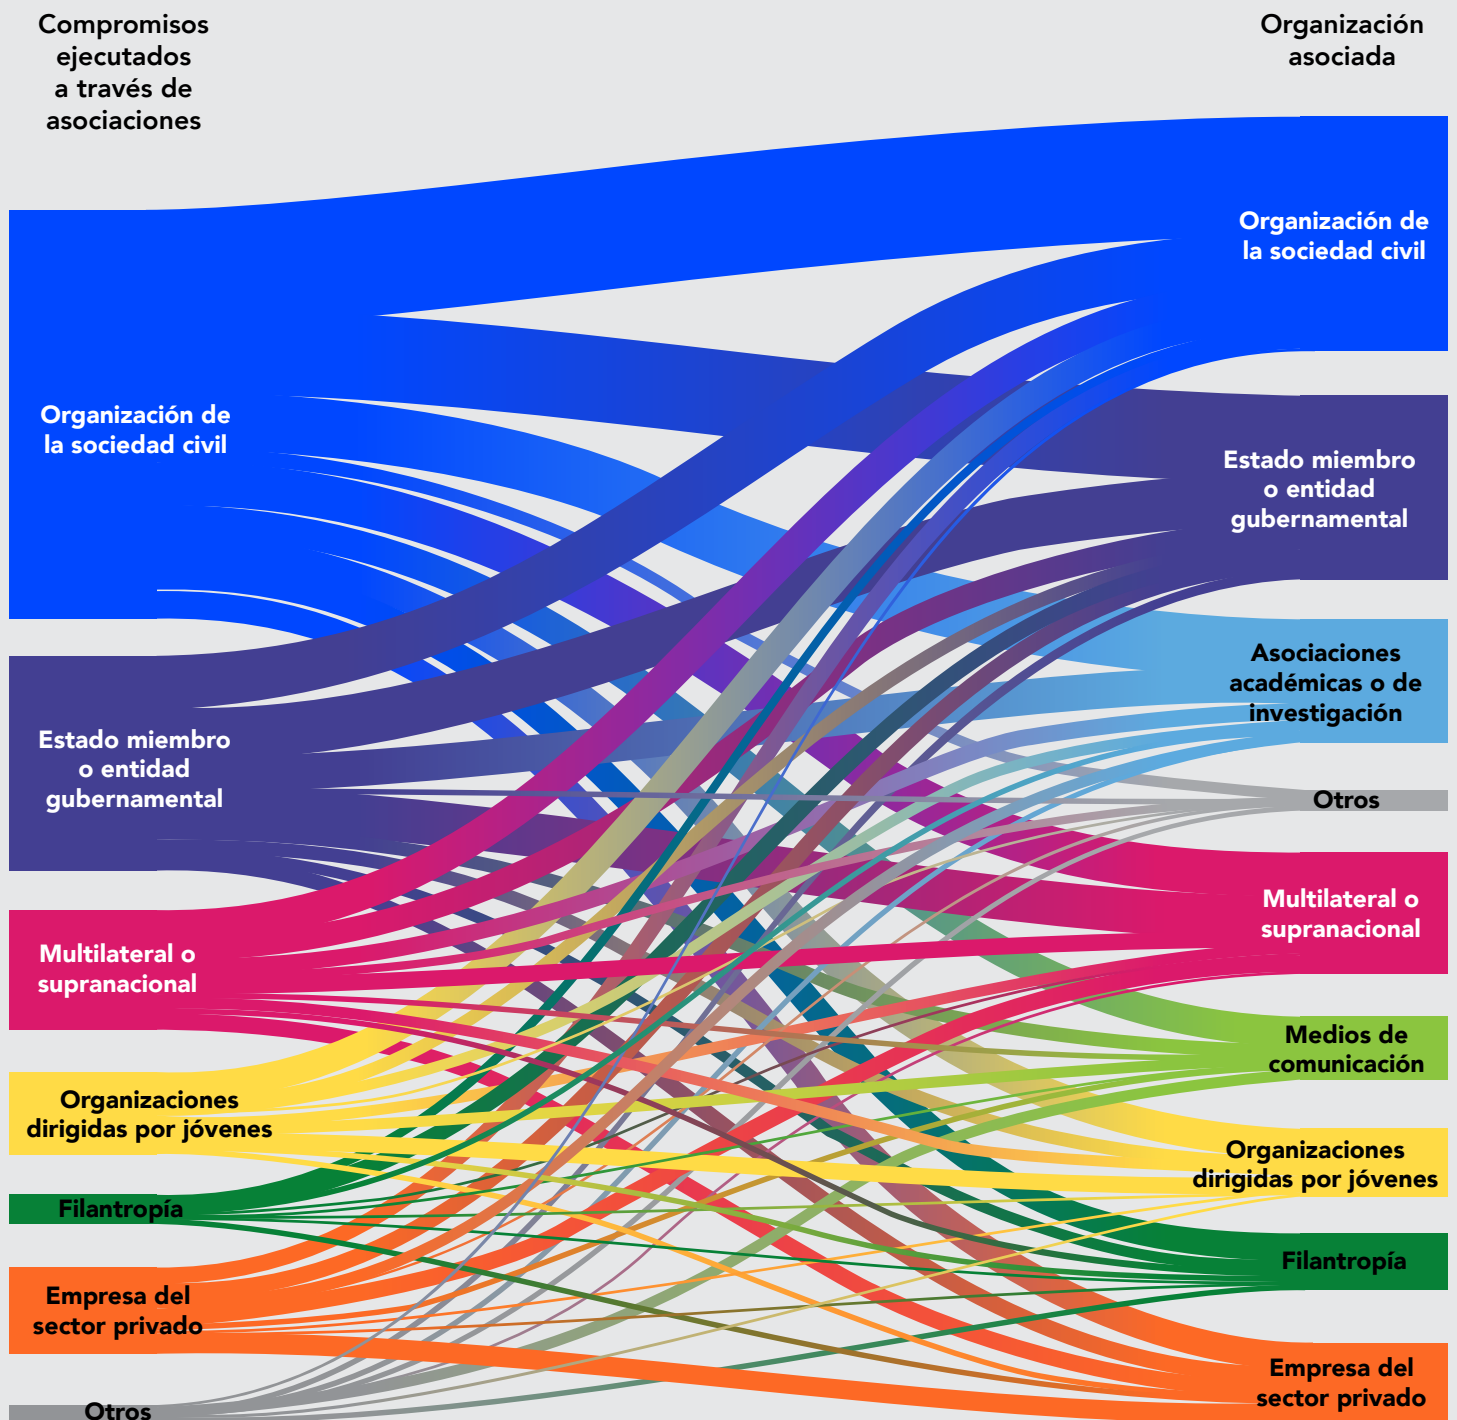 Compromisos
ejecutados
a través de
asociaciones
Organización de
la sociedad civil
Estado miembro
o entidad
gubernamental
Multilateral o
supranacional
Organizaciones
dirigidas por jóvenes
Filantropía
Empresa del
sector privado
Otros
Organización
asociada
Organización de
la sociedad civil
Estado miembro
o entidad
gubernamental
Asociaciones
académicas o de
investigación
Otros
Multilateral o
supranacional
Medios de
comunicación
Organizaciones
dirigidas por jóvenes
Filantropía
Empresa del
sector privado